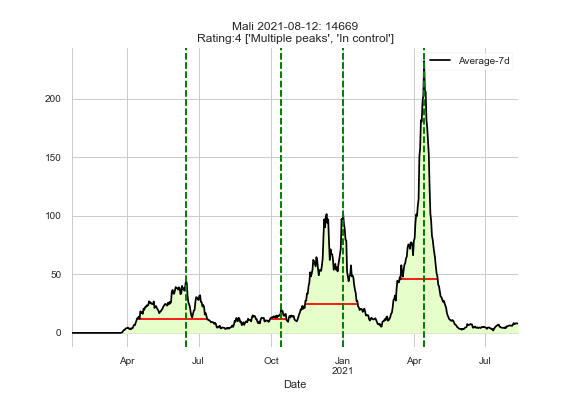 Mali 2021-08-12: 14669
Rating:4 ['Multiple peaks', 'In control']
Average-7d
200
150
100
50
0
Apr
Jul
Oct
Jan
2021
Apr
Jul
Date